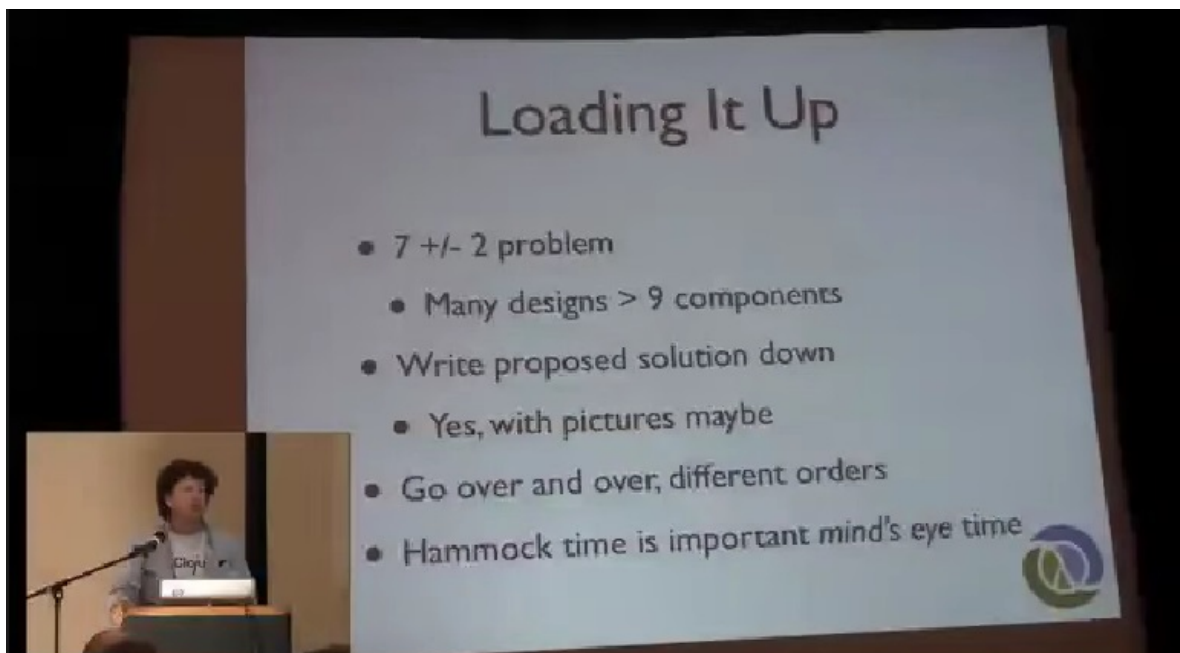 Loading It Up
7 +/- 2 problem
Many designs > 9 components
Write proposed solution down
Yes, with pictures maybe
Go over and over, different orders
Hammock time is important mind's eye time